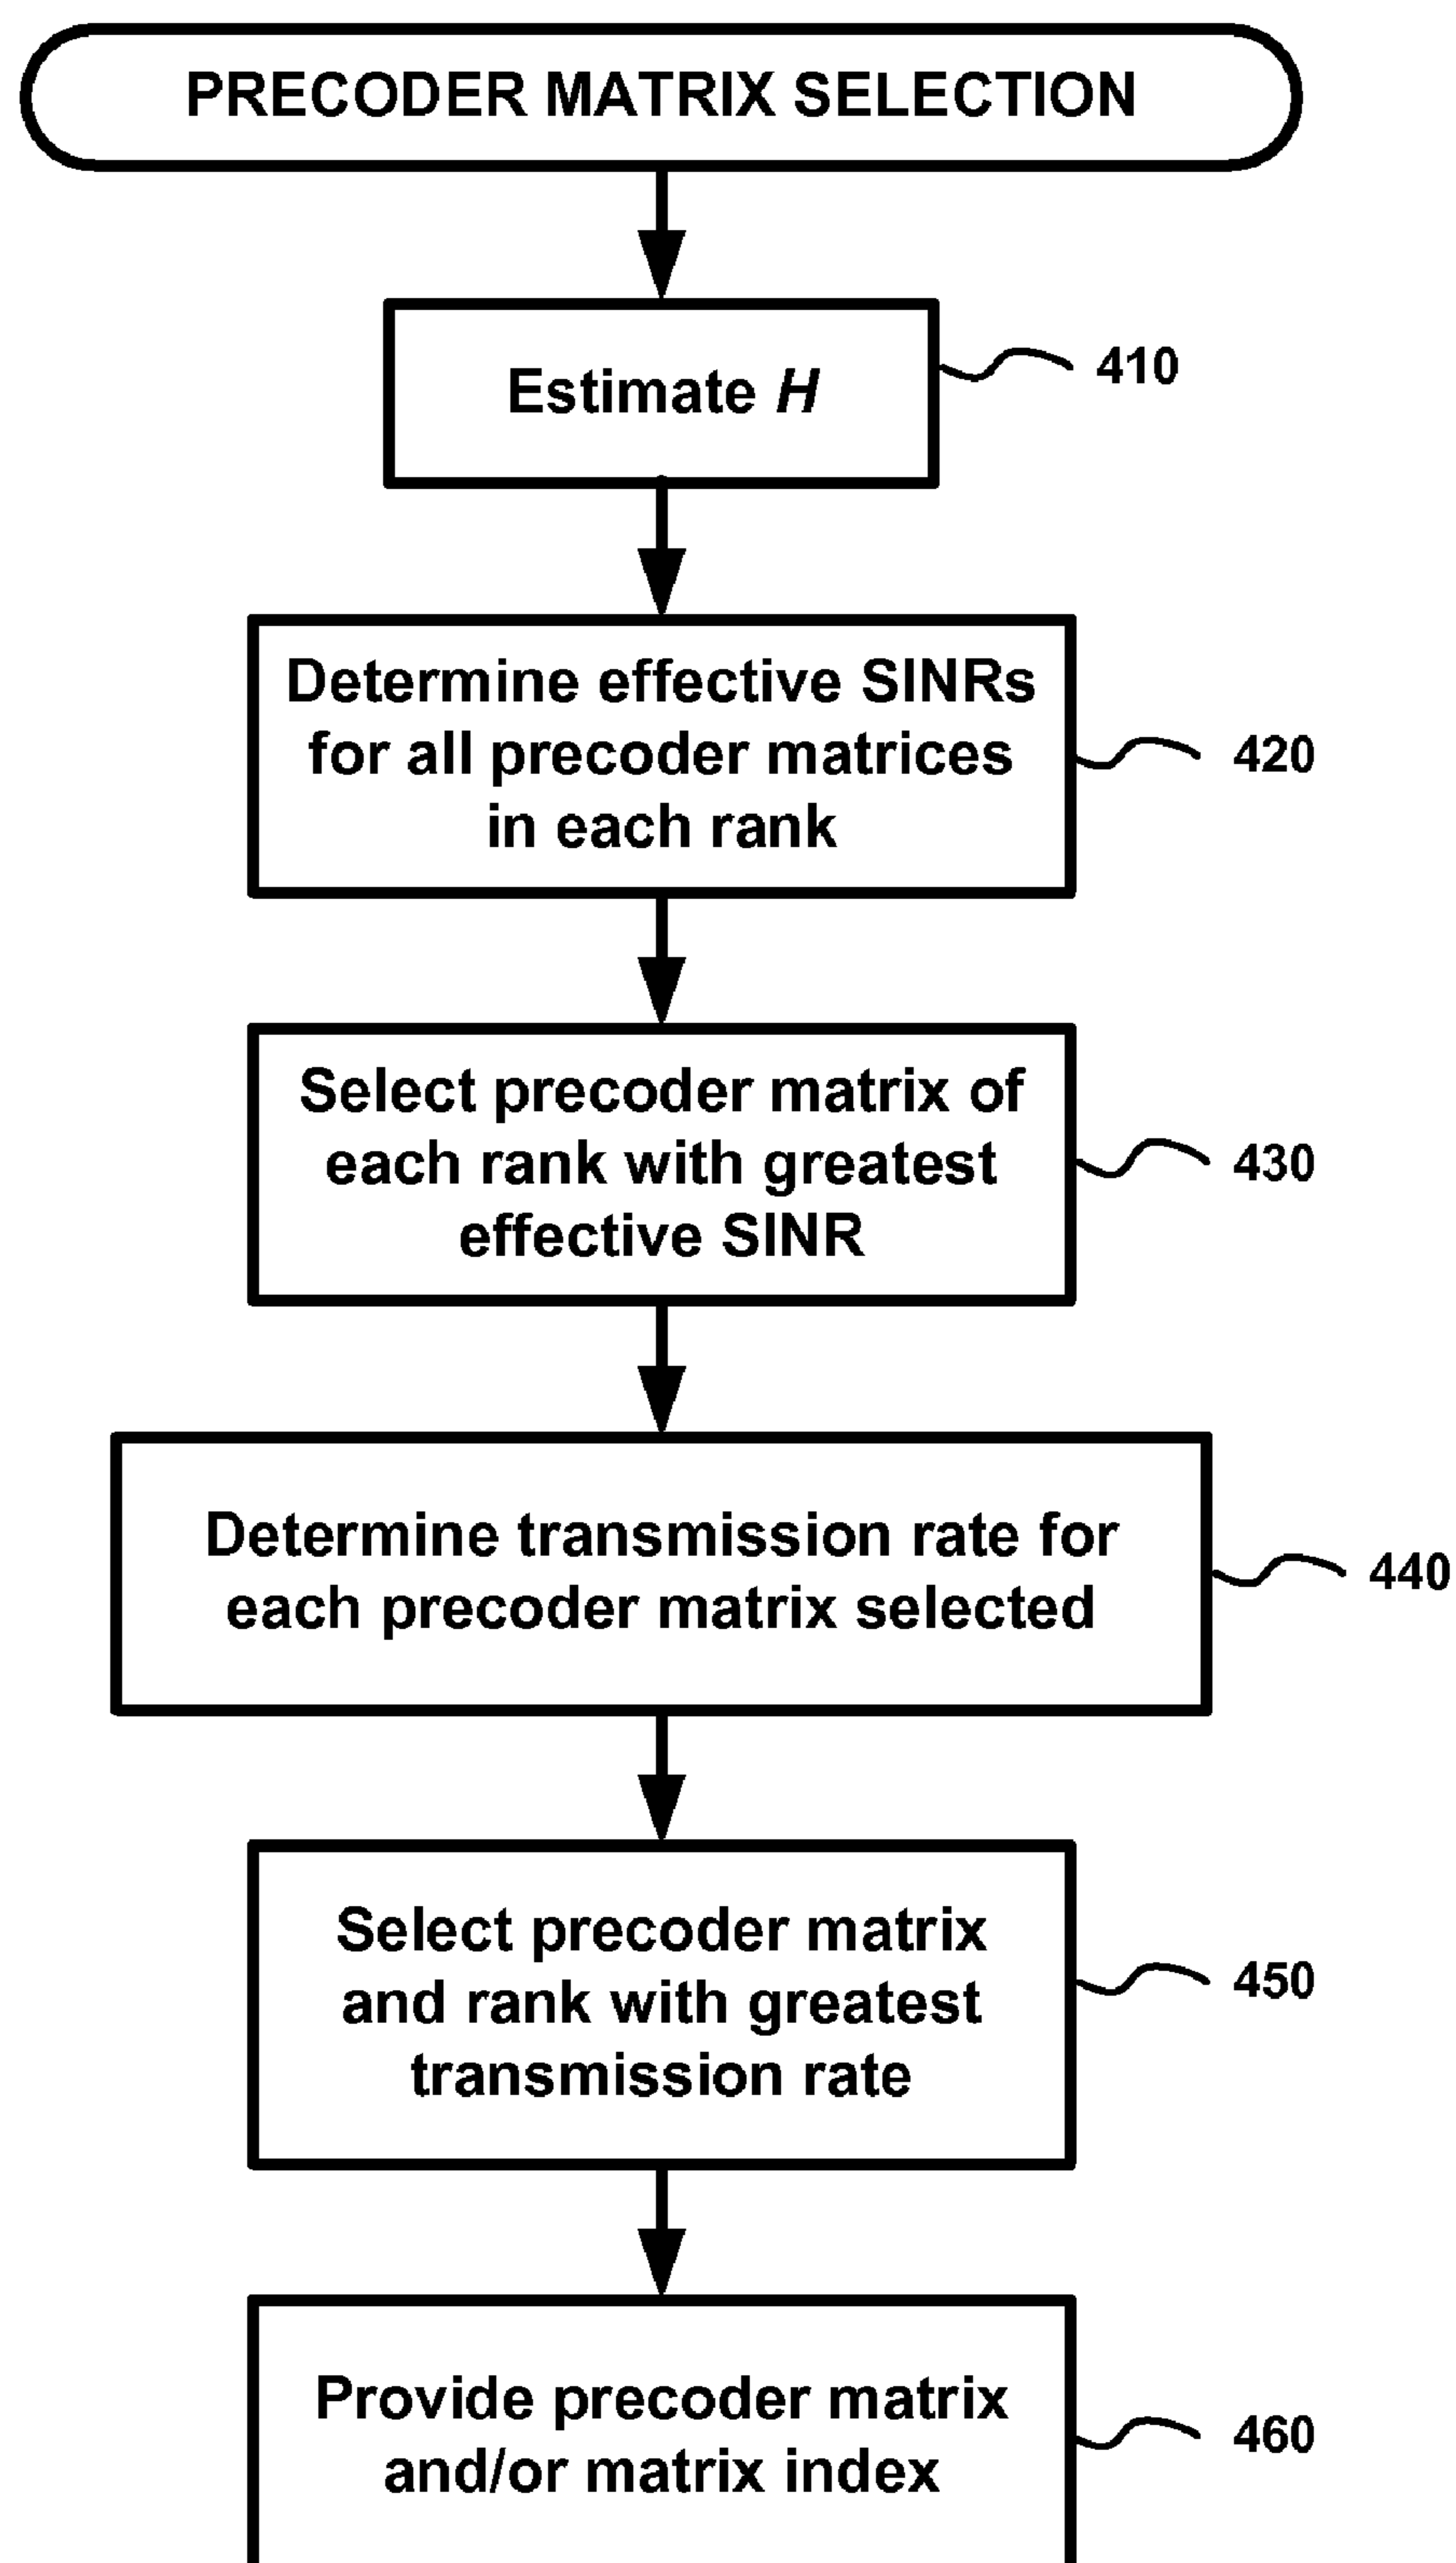 PRECODER MATRIX SELECTION
Estimate H
410
Determine effective SINRs
for all precoder matrices
in each rank
420
Select precoder matrix of
each rank with greatest
effective SINR
430
Determine transmission rate for
each precoder matrix selected
440
Select precoder matrix
and rank with greatest
transmission rate
450
Provide precoder matrix
and/or matrix index
460